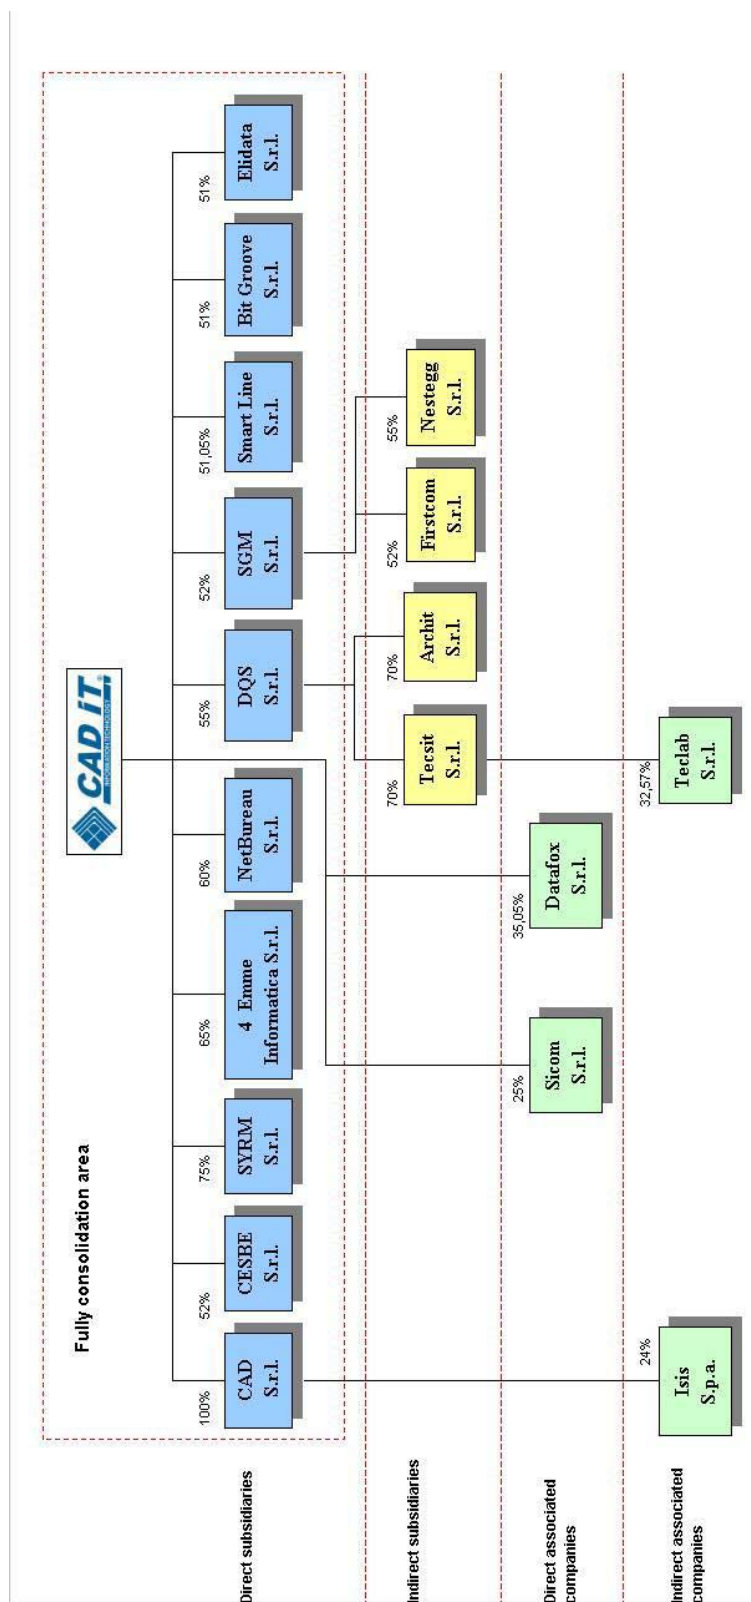 CAD iT®
INFORMATION TECHNOLOGY
Fully consolidation area
Direct subsidiaries
100%
CAD
S.r.l.
52%
CESBE
S.r.l.
75%
SYRM
S.r.l.
65%
4 Emme
Informatica S.r.l.
60%
NetBureau
S.r.l.
55%
DQS
S.r.l.
52%
SGM
S.r.l.
51,05%
Smart Line
S.r.l.
51%
Bit Groove
S.r.l.
51%
Elidata
S.r.l.
Indirect subsidiaries
70%
Tecsit
S.r.l.
70%
Archit
S.r.l.
52%
Firstcom
S.r.l.
55%
Nestegg
S.r.l.
Direct associated
companies
25%
Sicom
S.r.l.
35,05%
Datafox
S.r.l.
Indirect associated
companies
24%
Isis
S.p.a.
32,57%
Teclab
S.r.l.